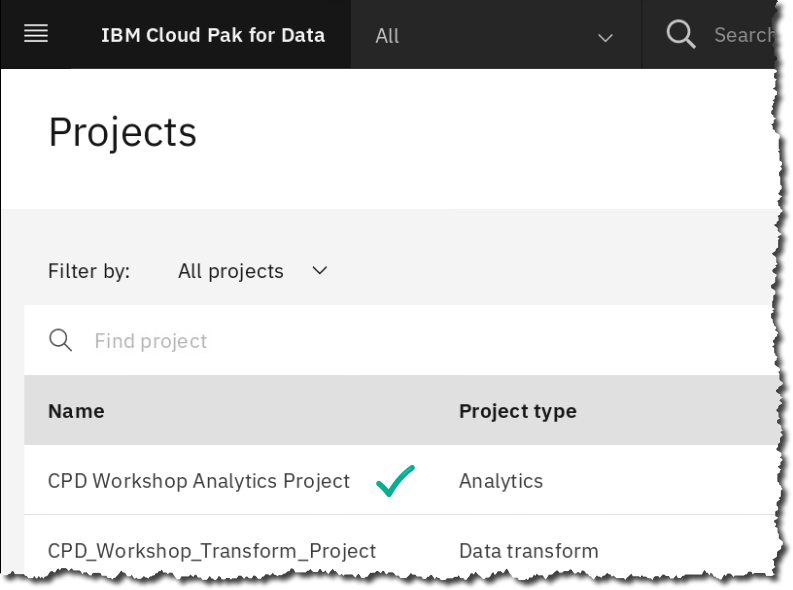 IBM Cloud Pak for Data All Search
Projects
Filter by: All projects
Find project
Name Project type
CPD Workshop Analytics Project Analytics
CPD_Workshop_Transform_Project Data transform